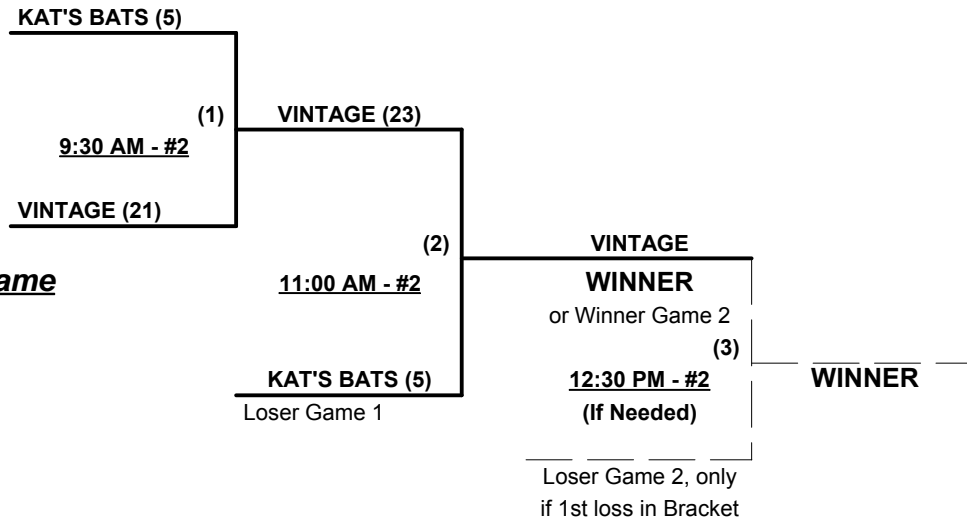 KAT'S BATS (5)
(1)
VINTAGE (23)
9:30 AM - #2
VINTAGE (21)
(2)
VINTAGE
ame
11:00 AM - #2
WINNER
or Winner Game 2
(3)
KAT'S BATS (5)
12:30 PM - #2
WINNER
Loser Game 1
(If Needed)
Loser Game 2, only
if 1st loss in Bracket